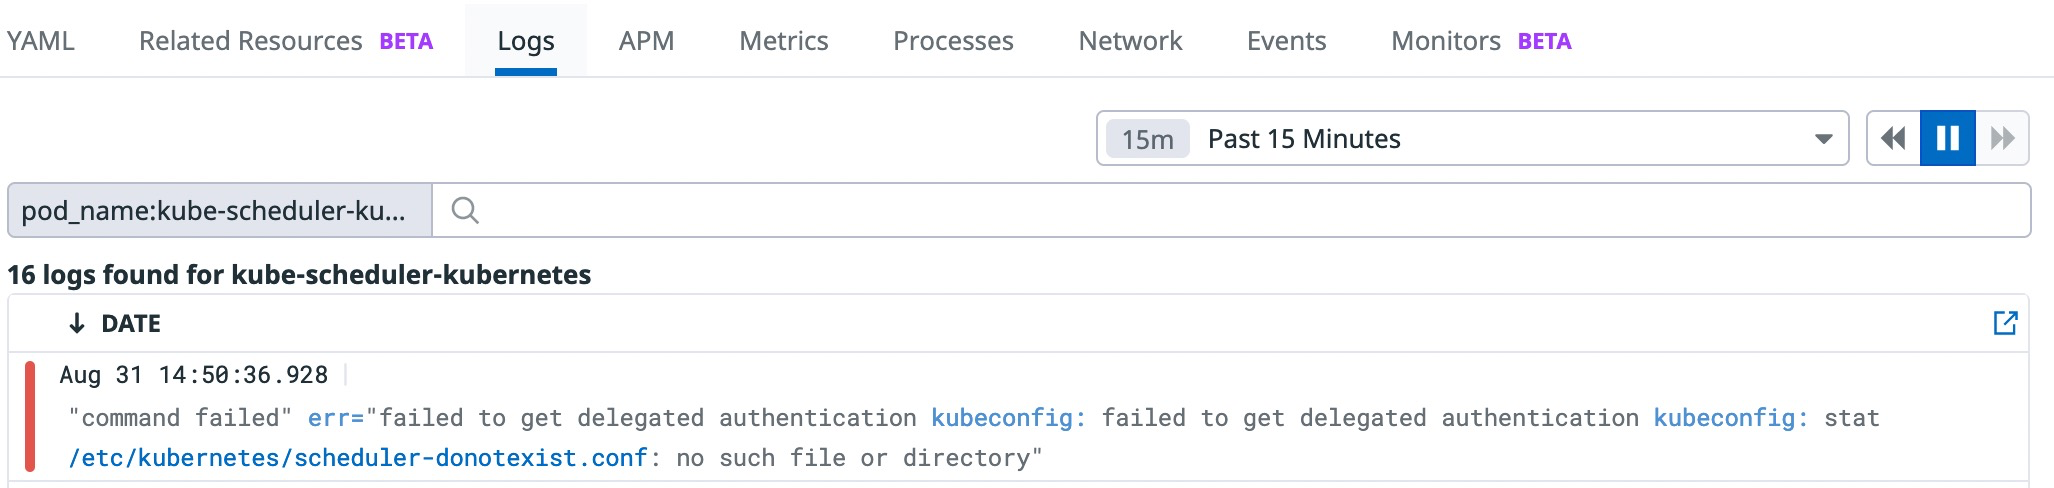 YAML Related Resources BETA Logs APM Metrics Processes Network Events Monitors BETA
15m Past 15 Minutes
pod_name:kube-scheduler-ku...
16 logs found for kube-scheduler-kubernetes
↓ DATE
Aug 31 14:50:36.928
"command failed" err="failed to get delegated authentication kubeconfig: failed to get delegated authentication kubeconfig: stat
/etc/kubernetes/scheduler-donotexist.conf: no such file or directory"